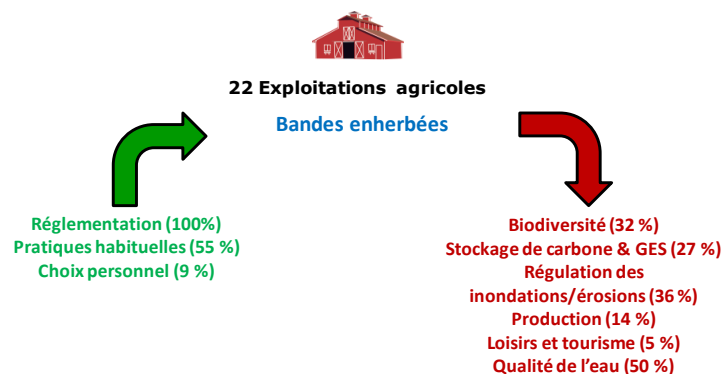 22 Exploitations agricoles
Bandes enherbées
Réglementation (100%)
Pratiques habituelles (55 %)
Choix personnel (9 %)
Biodiversité (32 %)
Stockage de carbone & GES (27 %)
Régulation des
inondations/érosions (36 %)
Production (14 %)
Loisirs et tourisme (5 %)
Qualité de l'eau (50 %)